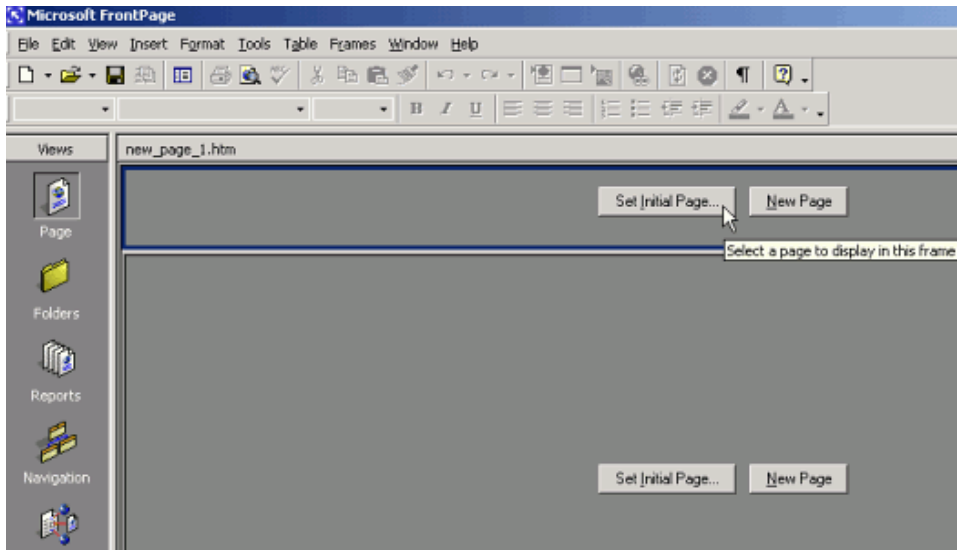 Microsoft FrontPage
File Edit View Insert Format Tools Table Frames Window Help
B I U A
Views
new_page_1.htm
Set Initial Page... New Page
Page
Select a page to display in this frame
Folders
Reports
Navigation
Set Initial Page... New Page